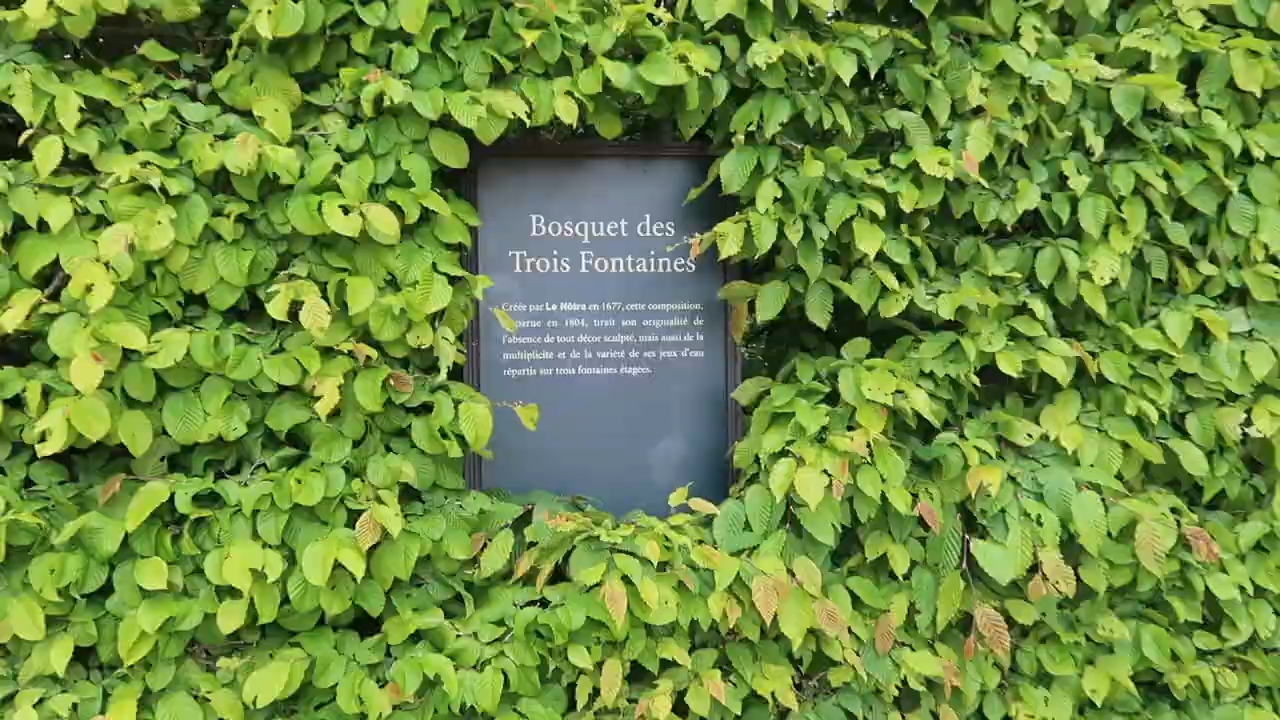 Bosquet des
Trois Fontaines
Créée par Le Nôtre en 1677, cette composition,
parue en 1804, tirait son originalité de
l'absence de tout décor sculpté, mais aussi de la
multiplicité et de la variété de ses jeux d'eau
répartis sur trois fontaines étagées.